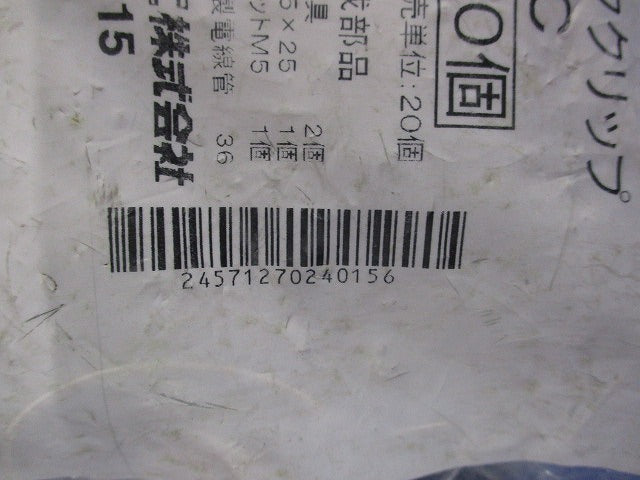 クリップ
C
0個
売単位:20個
成部品
具 2個
5×25 1個
ットM5 1個
製電線管 36
株式会社
15
24571270240156